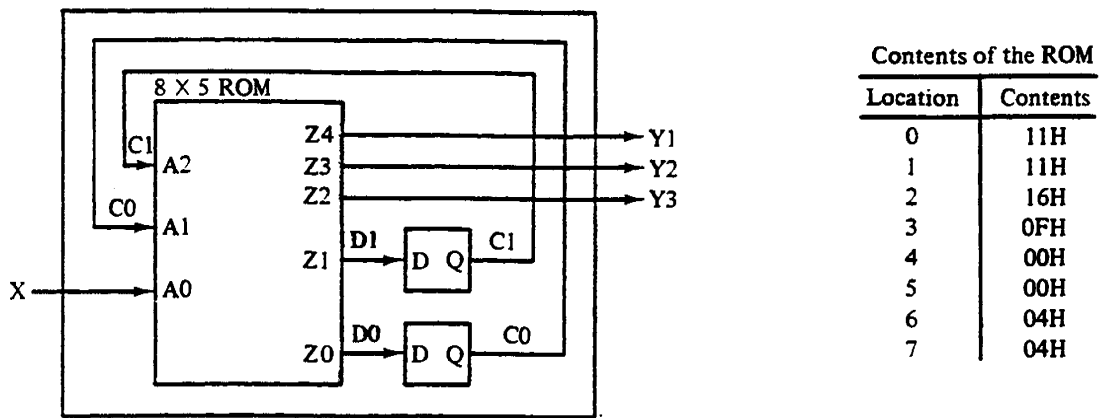 8 × 5 ROM
C1
A2
C0
A1
X
A0
Z4
Y1
Z3
Y2
Z2
Y3
Z1
D1
D Q
C1
Z0
D0
D Q
C0
Contents of the ROM
Location Contents
0 11H
1 11H
2 16H
3 0FH
4 00H
5 00H
6 04H
7 04H